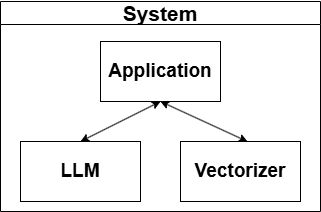 System
Application
LLM
Vectorizer